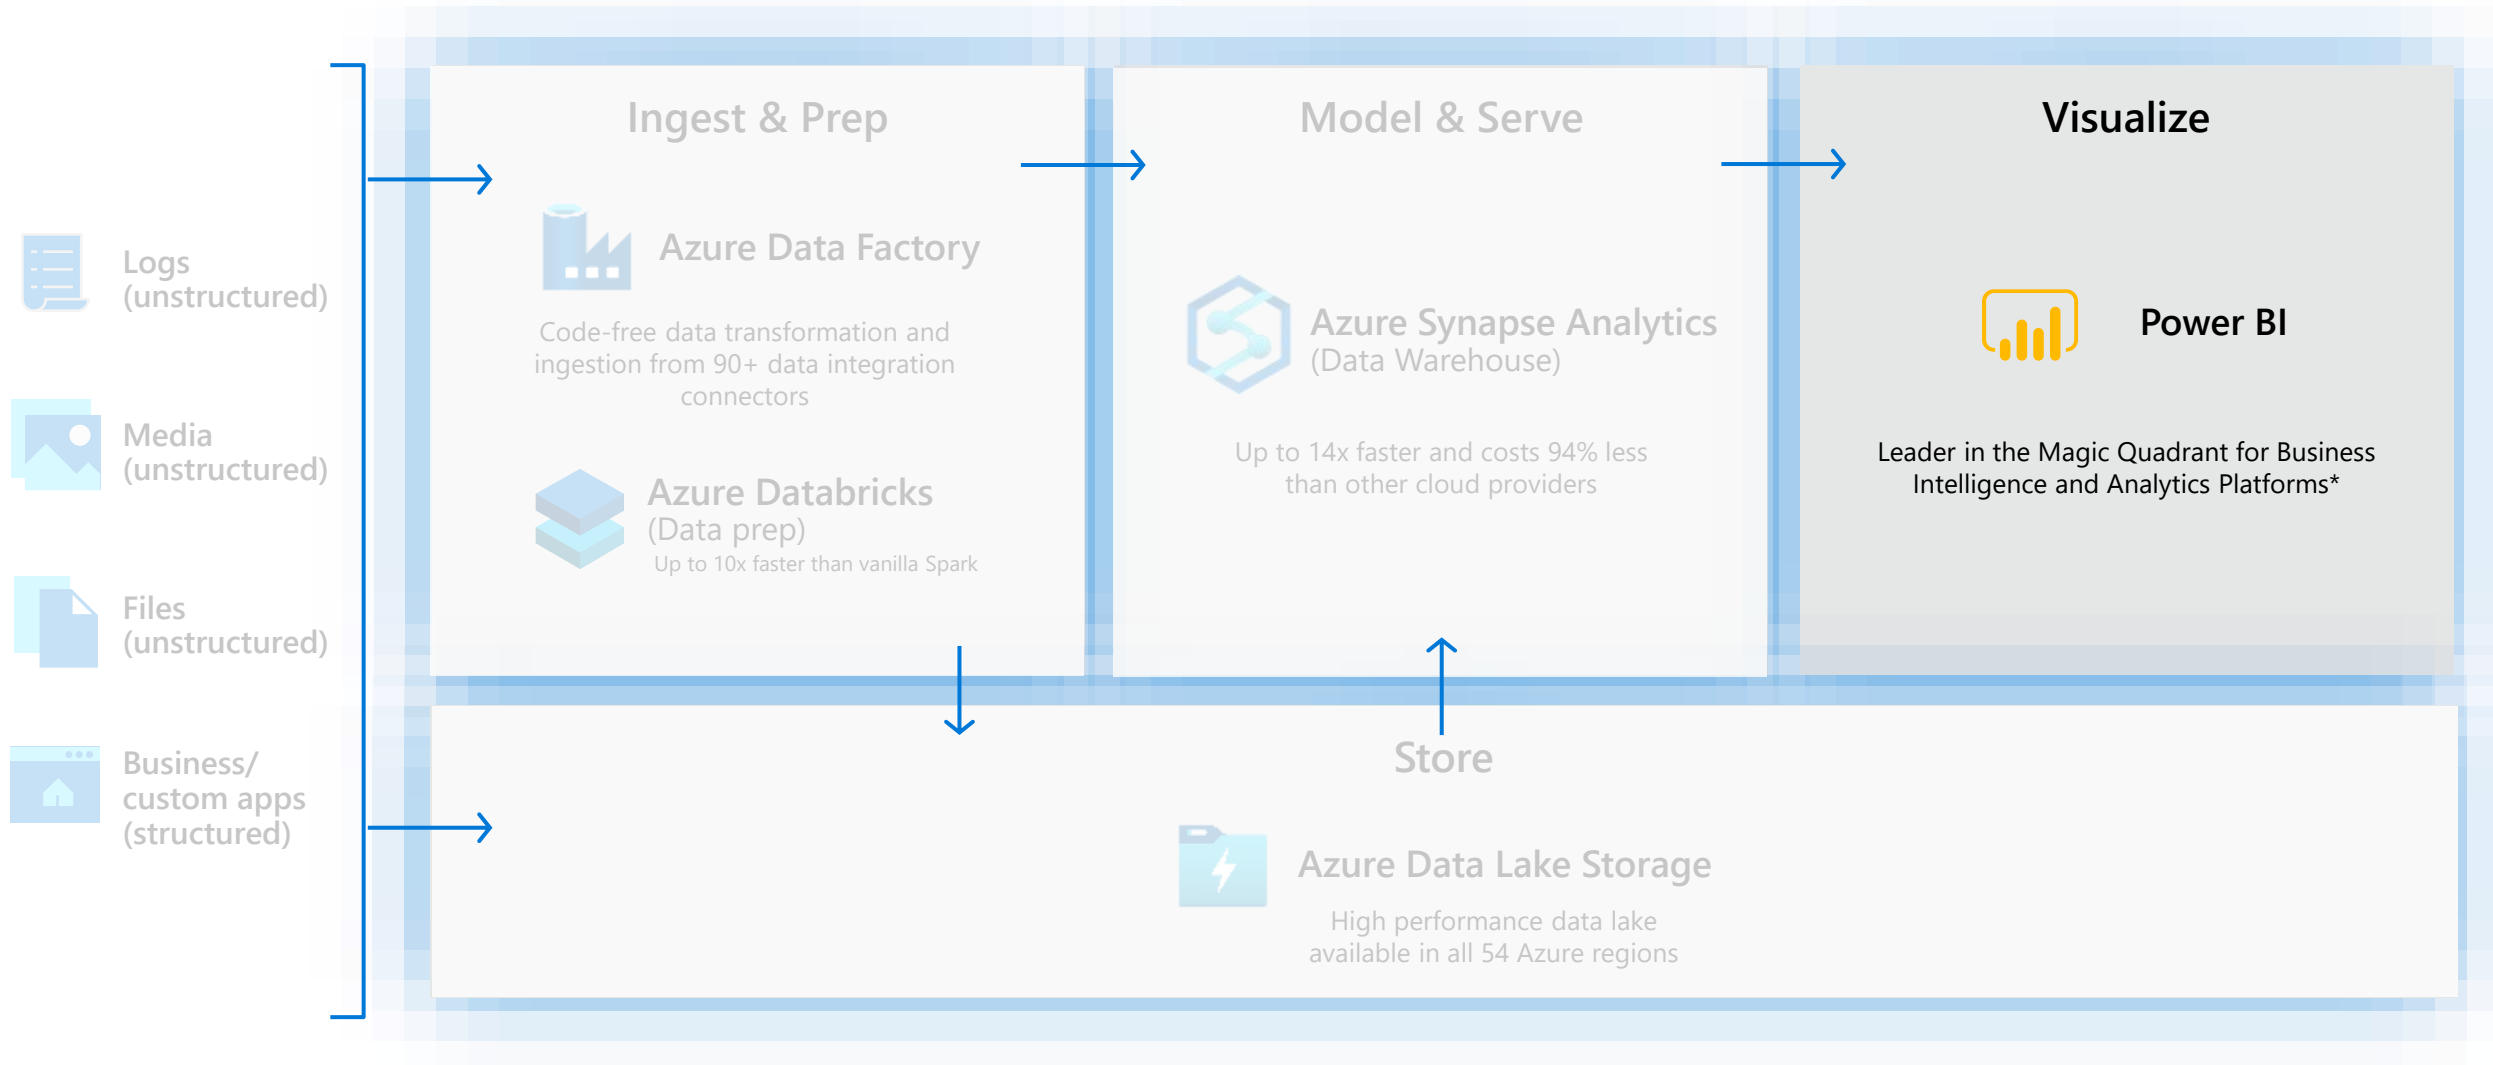 Logs
(unstructured)
Media
(unstructured)
Files
(unstructured)
Business/
custom apps
(structured)
Ingest & Prep
Azure Data Factory
Code-free data transformation and
ingestion from 90+ data integration
connectors
Azure Databricks
(Data prep)
Up to 10x faster than vanilla Spark
Model & Serve
Azure Synapse Analytics
(Data Warehouse)
Up to 14x faster and costs 94% less
than other cloud providers
Visualize
Power BI
Leader in the Magic Quadrant for Business
Intelligence and Analytics Platforms*
Store
Azure Data Lake Storage
High performance data lake
available in all 54 Azure regions